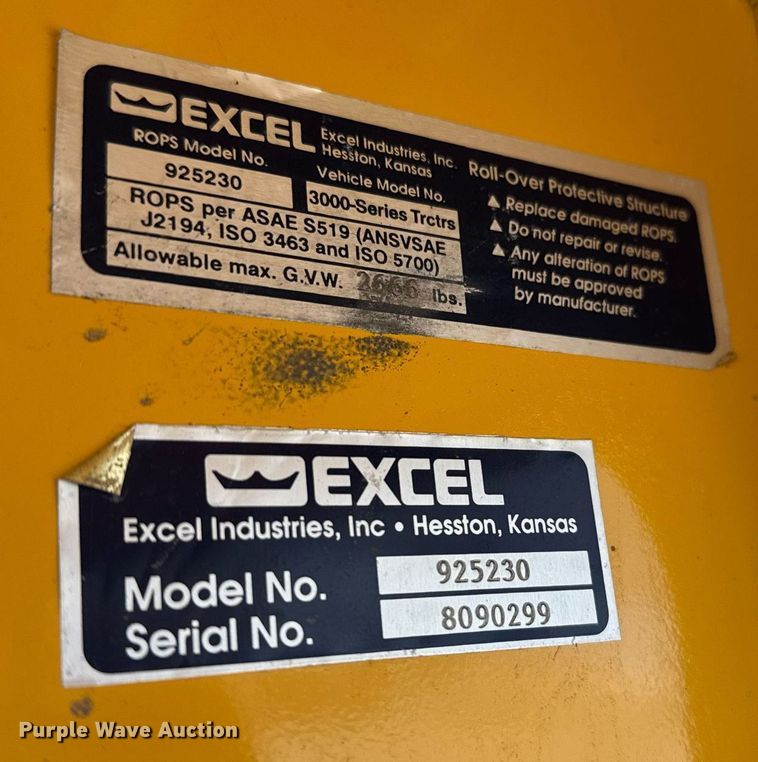 EXCEL
Excel Industries, Inc.
Hesston, Kansas
Roll-Over Protective Structure
ROPS Model No.
Vehicle Model No.
925230
3000-Series Trctrs
ROPS per ASAE S519 (ANSVSAE
J2194, ISO 3463 and ISO 5700)
Allowable max. G.V.W. 2666 lbs.
▲ Replace damaged ROPS.
▲ Do not repair or revise.
▲ Any alteration of ROPS
must be approved
by manufacturer.
EXCEL
Excel Industries, Inc • Hesston, Kansas
Model No. 925230
Serial No. 8090299
Purple Wave Auction